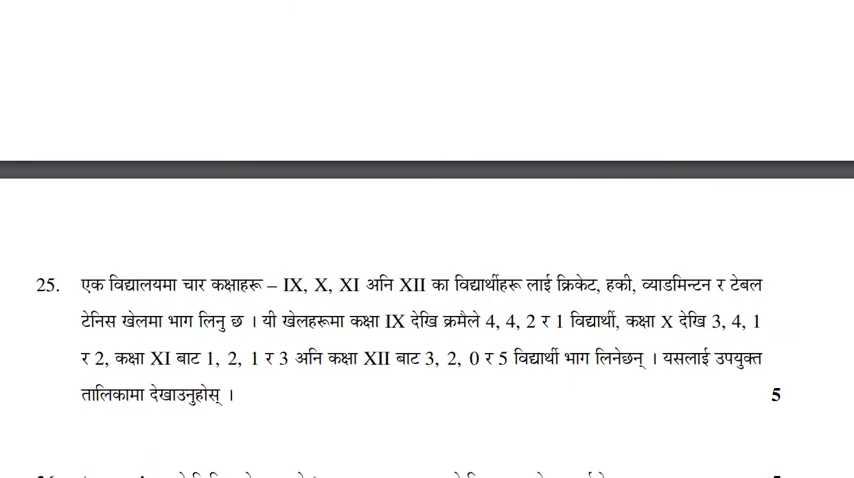 25. एक विद्यालयमा चार कक्षाहरू – IX, X, XI अनि XII का विद्यार्थीहरू लाई क्रिकेट, हकी, व्याडमिन्टन र टेबल
टेनिस खेलमा भाग लिनु छ । यी खेलहरूमा कक्षा IX देखि क्रमैले 4, 4, 2 र 1 विद्यार्थी, कक्षा X देखि 3, 4, 1
र 2, कक्षा XI बाट 1, 2, 1 र 3 अनि कक्षा XII बाट 3, 2, 0 र 5 विद्यार्थी भाग लिनेछन् । यसलाई उपयुक्त
तालिकामा देखाउनुहोस् । 5